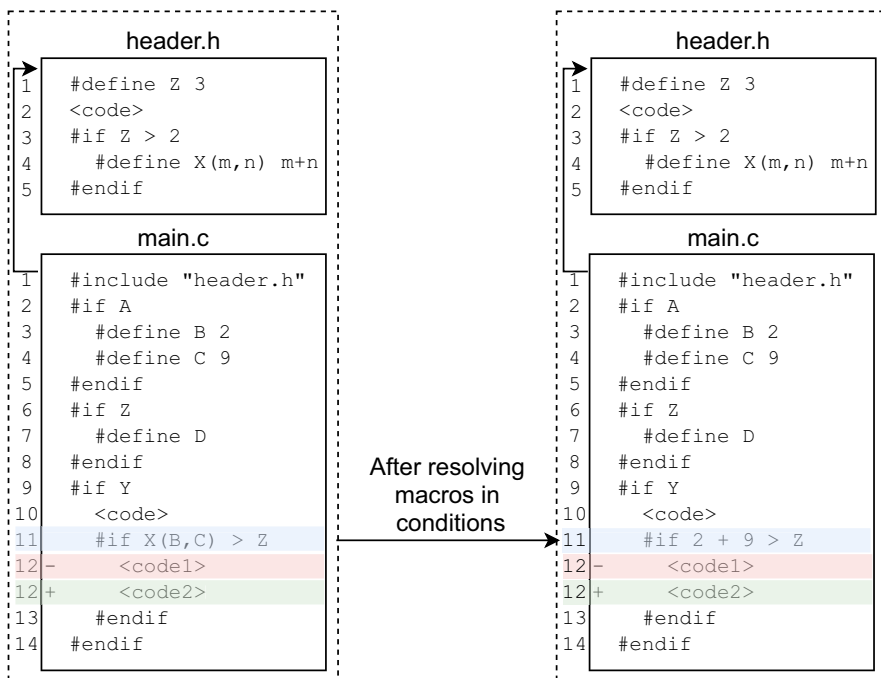 header.h
1 #define Z 3
2 <code>
3 #if Z > 2
4 #define X(m,n) m+n
5 #endif
main.c
1 #include "header.h"
2 #if A
3 #define B 2
4 #define C 9
5 #endif
6 #if Z
7 #define D
8 #endif
9 #if Y
10 <code>
11 #if X(B,C) > Z
12 - <code1>
12 + <code2>
13 #endif
14 #endif
After resolving
macros in
conditions
header.h
1 #define Z 3
2 <code>
3 #if Z > 2
4 #define X(m,n) m+n
5 #endif
main.c
1 #include "header.h"
2 #if A
3 #define B 2
4 #define C 9
5 #endif
6 #if Z
7 #define D
8 #endif
9 #if Y
10 <code>
11 #if 2 + 9 > Z
12 - <code1>
12 + <code2>
13 #endif
14 #endif